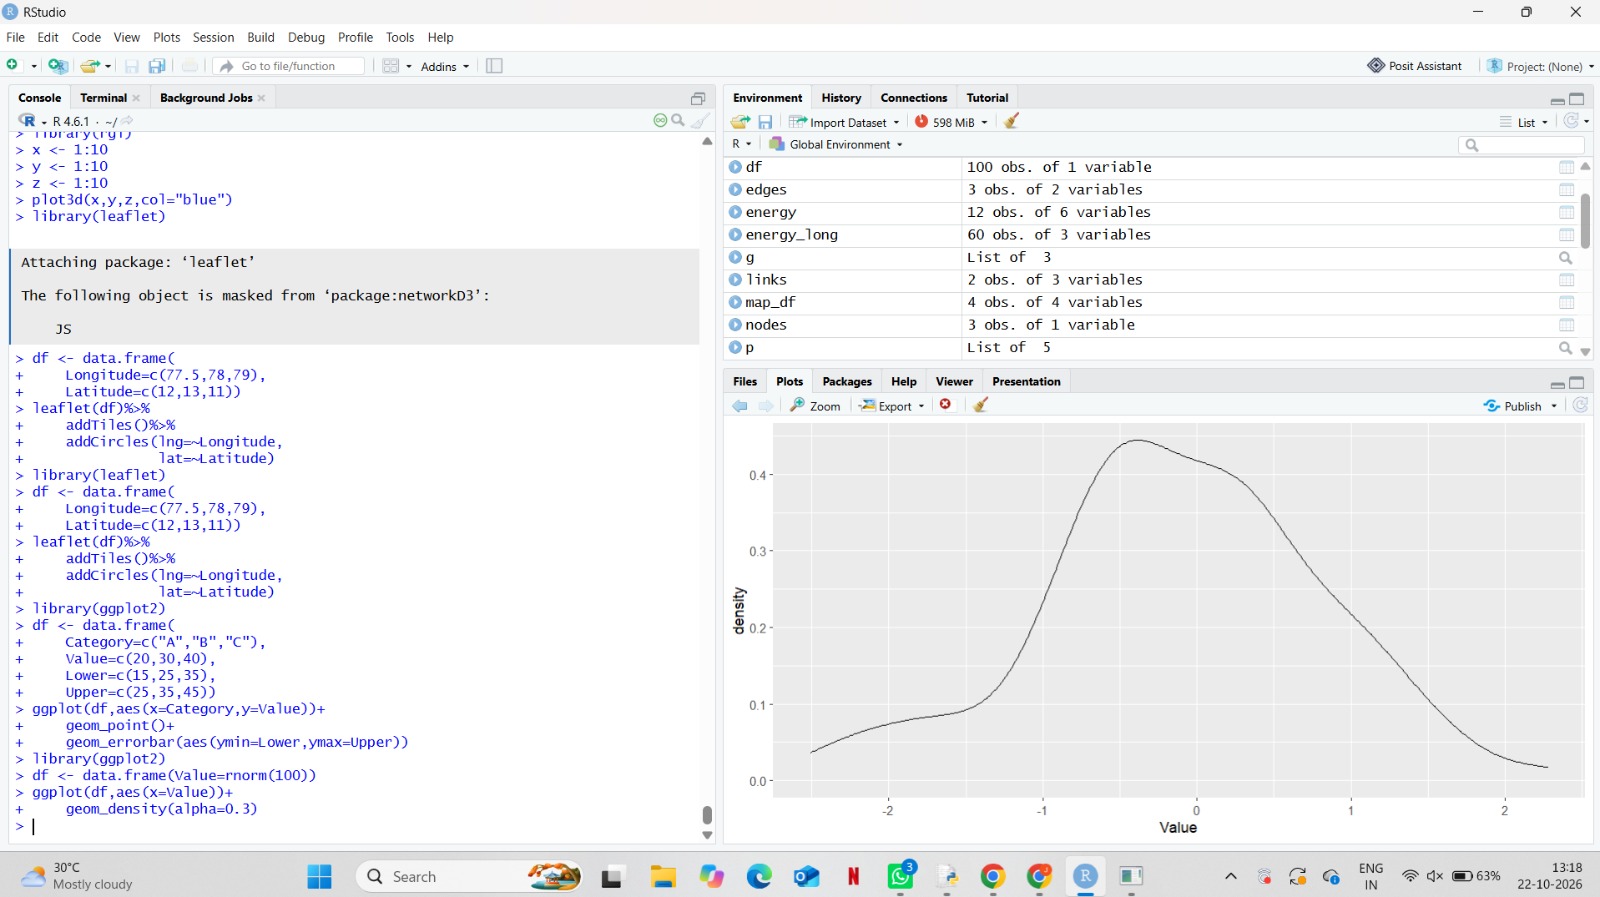 RStudio
File Edit Code View Plots Session Build Debug Profile Tools Help
Go to file/function Addins Posit Assistant Project: (None)
Console Terminal Background Jobs
R 4.6.1 · ~/
> library(rgl)
> x <- 1:10
> y <- 1:10
> z <- 1:10
> plot3d(x,y,z,col="blue")
> library(leaflet)
Attaching package: ‘leaflet’
The following object is masked from ‘package:networkD3’:
JS
> df <- data.frame(
+ Longitude=c(77.5,78,79),
+ Latitude=c(12,13,11))
> leaflet(df)%>%
+ addTiles()%>%
+ addCircles(lng=~Longitude,
+ lat=~Latitude)
> library(leaflet)
> df <- data.frame(
+ Longitude=c(77.5,78,79),
+ Latitude=c(12,13,11))
> leaflet(df)%>%
+ addTiles()%>%
+ addCircles(lng=~Longitude,
+ lat=~Latitude)
> library(ggplot2)
> df <- data.frame(
+ Category=c("A","B","C"),
+ Value=c(20,30,40),
+ Lower=c(15,25,35),
+ Upper=c(25,35,45))
> ggplot(df,aes(x=Category,y=Value))+
+ geom_point()+
+ geom_errorbar(aes(ymin=Lower,ymax=Upper))
> library(ggplot2)
> df <- data.frame(Value=rnorm(100))
> ggplot(df,aes(x=Value))+
+ geom_density(alpha=0.3)
>
Environment History Connections Tutorial
Import Dataset 598 MiB List
R Global Environment
df 100 obs. of 1 variable
edges 3 obs. of 2 variables
energy 12 obs. of 6 variables
energy_long 60 obs. of 3 variables
g List of 3
links 2 obs. of 3 variables
map_df 4 obs. of 4 variables
nodes 3 obs. of 1 variable
p List of 5
Files Plots Packages Help Viewer Presentation
Zoom Export Publish
0.4
0.3
0.2
0.1
0.0
density
-2 -1 0 1 2
Value
30°C
Mostly cloudy
Search
3
ENG
IN
63%
13:18
22-10-2026